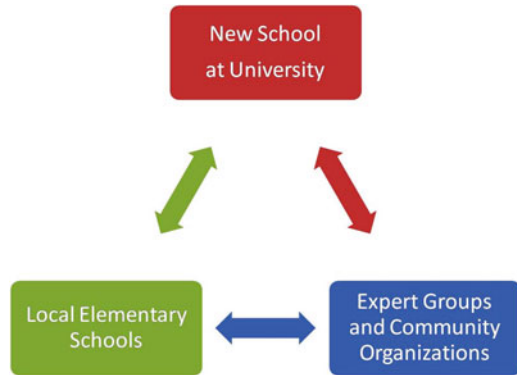 New School
at University
Local Elementary
Schools
Expert Groups
and Community
Organizations